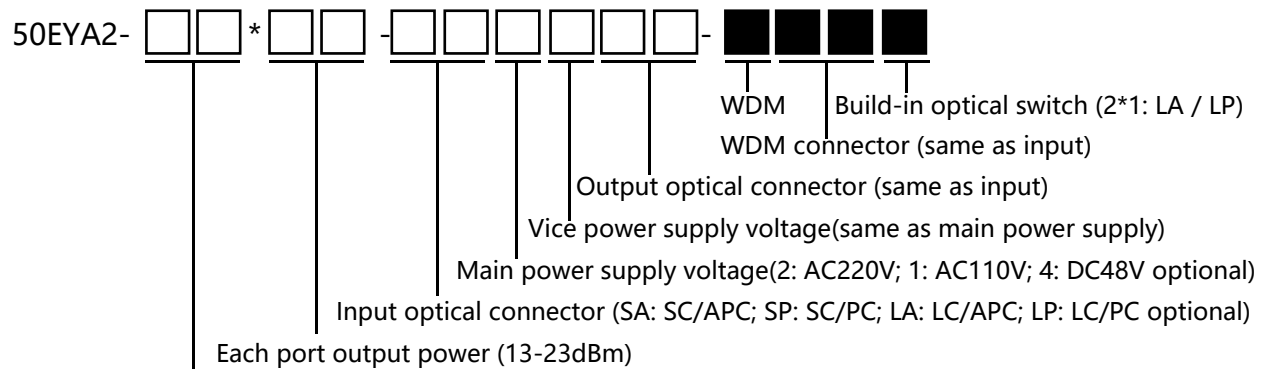 50EYA2- * - -
WDM Build-in optical switch (2*1: LA / LP)
WDM connector (same as input)
Output optical connector (same as input)
Vice power supply voltage(same as main power supply)
Main power supply voltage(2: AC220V; 1: AC110V; 4: DC48V optional)
Input optical connector (SA: SC/APC; SP: SC/PC; LA: LC/APC; LP: LC/PC optional)
Each port output power (13-23dBm)